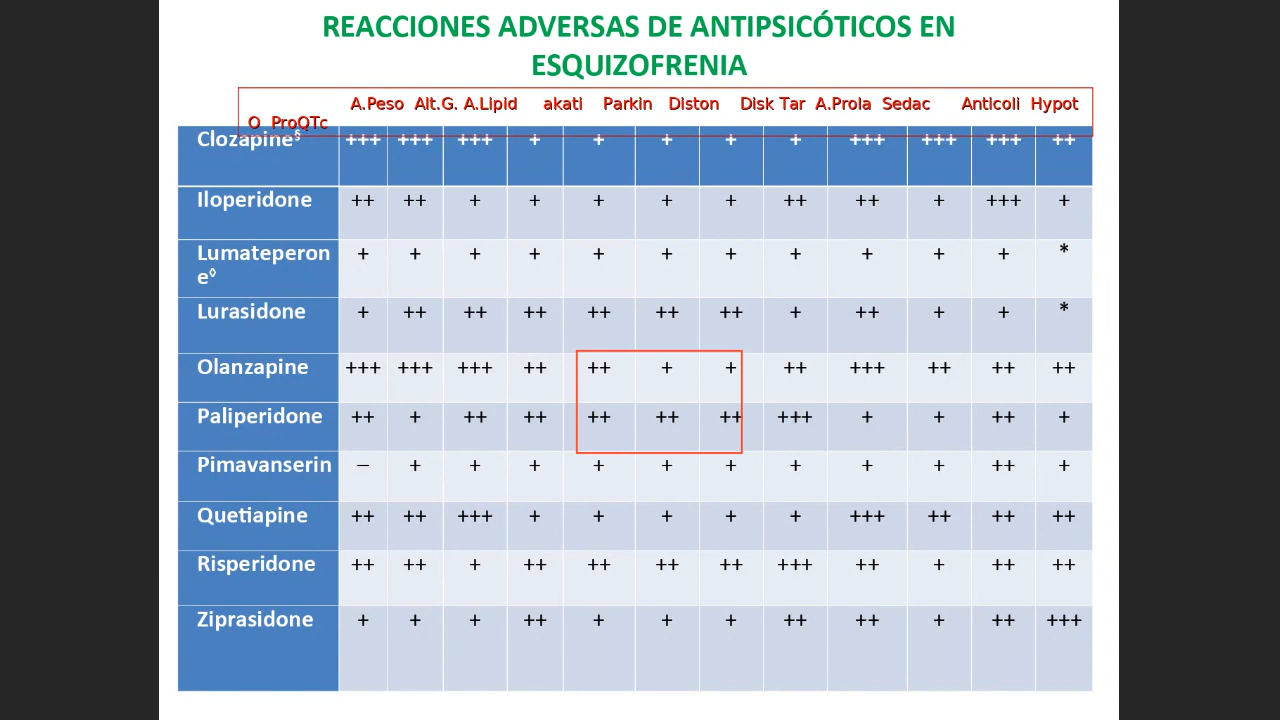 REACCIONES ADVERSAS DE ANTIPSICÓTICOS EN
ESQUIZOFRENIA
A.Peso Alt.G. A.Lipid akati Parkin Diston Disk Tar A.Prola Sedac Anticoli Hypot
O ProQTc
Clozapine§ +++ +++ +++ + + + + + +++ +++ +++ ++
Iloperidone ++ ++ + + + + + ++ ++ + +++ +
Lumateperon
e◊ + + + + + + + + + + + *
Lurasidone + ++ ++ ++ ++ ++ ++ + ++ + + *
Olanzapine +++ +++ +++ ++ ++ + + ++ +++ ++ ++ ++
Paliperidone ++ + ++ ++ ++ ++ ++ +++ + + ++ +
Pimavanserin – + + + + + + + + + ++ +
Quetiapine ++ ++ +++ + + + + + +++ ++ ++ ++
Risperidone ++ ++ + ++ ++ ++ ++ +++ ++ + ++ ++
Ziprasidone + + + ++ + + + ++ ++ + ++ +++